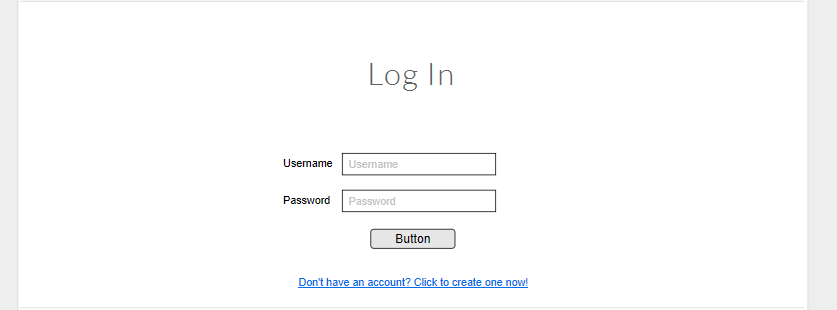 Log In
Username Username
Password Password
Button
Don't have an account? Click to create one now!